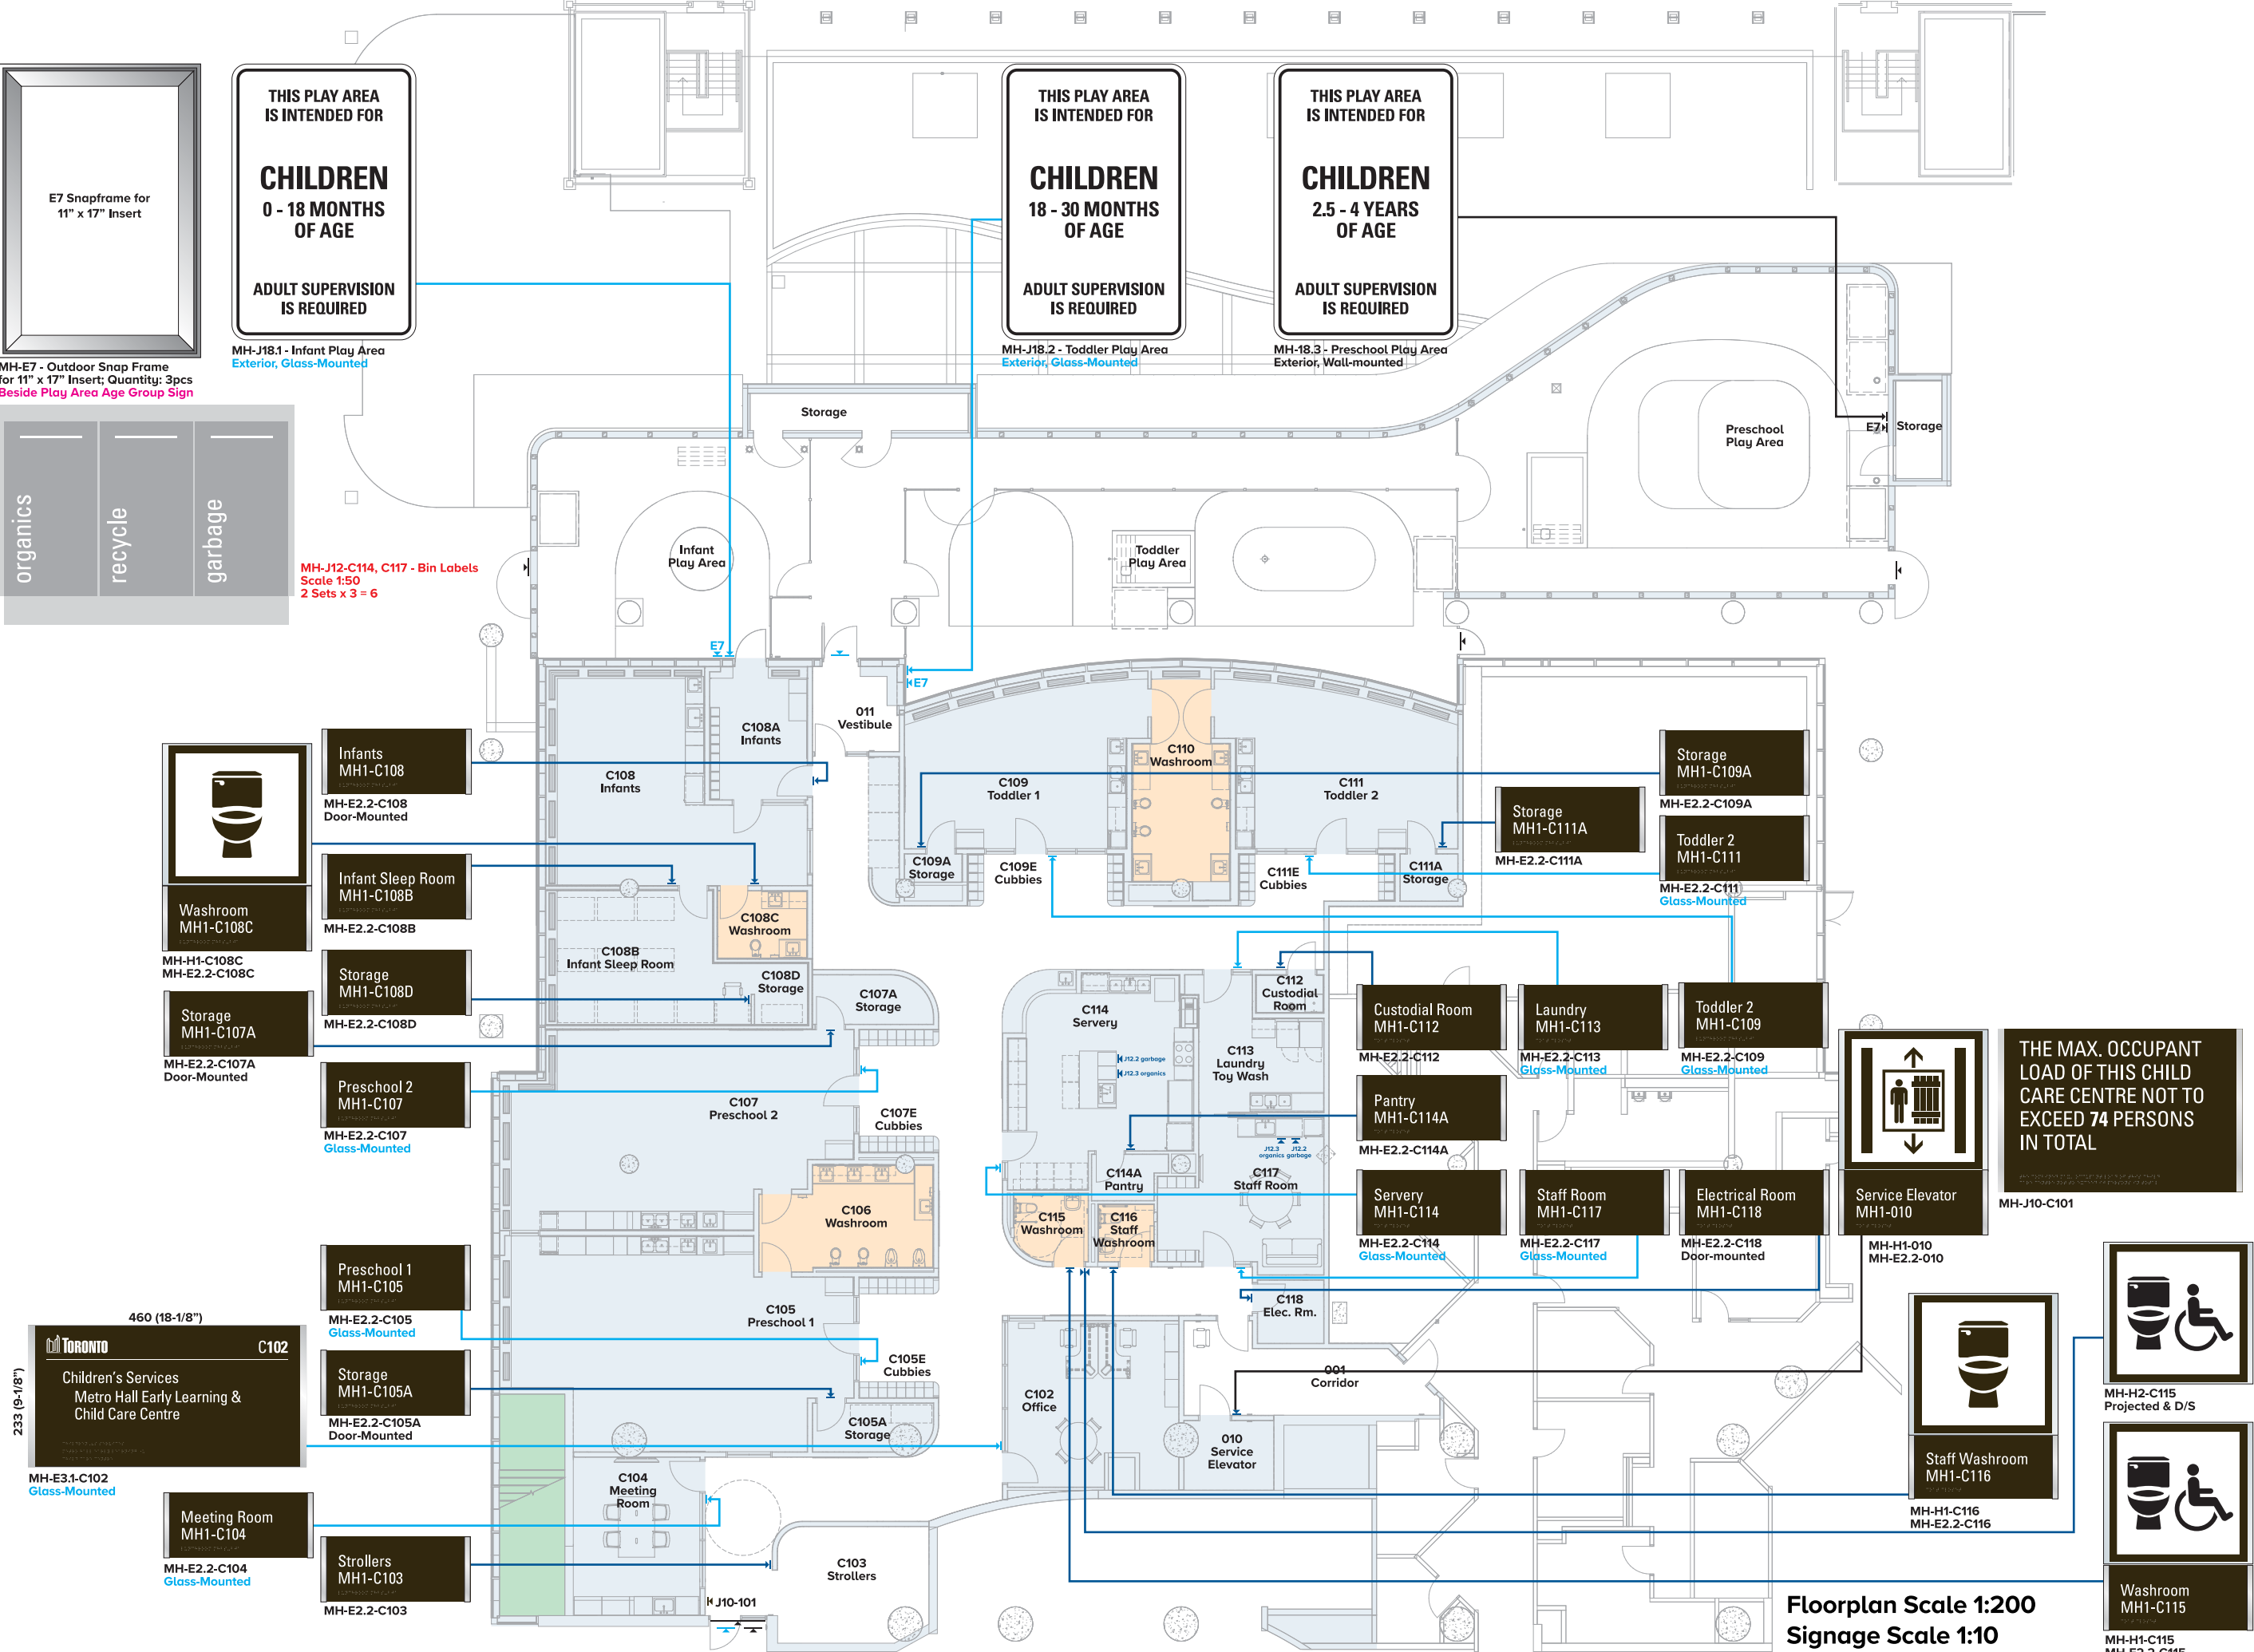 THIS PLAY AREA
IS INTENDED FOR
CHILDREN
0 - 18 MONTHS
OF AGE
ADULT SUPERVISION
IS REQUIRED
MH-J18.1 - Infant Play Area
Exterior, Glass-Mounted
THIS PLAY AREA
IS INTENDED FOR
CHILDREN
18 - 30 MONTHS
OF AGE
ADULT SUPERVISION
IS REQUIRED
MH-J18.2 - Toddler Play Area
Exterior, Glass-Mounted
THIS PLAY AREA
IS INTENDED FOR
CHILDREN
2.5 - 4 YEARS
OF AGE
ADULT SUPERVISION
IS REQUIRED
MH-18.3 - Preschool Play Area
Exterior, Wall-mounted
E7 Snapframe for
11” x 17” Insert
MH-E7 - Outdoor Snap Frame
for 11” x 17” Insert; Quantity: 3pcs
Beside Play Area Age Group Sign
organics
recycle
garbage
MH-J12-C114, C117 - Bin Labels
Scale 1:50
2 Sets x 3 = 6
Storage
Preschool
Play Area
E7
Storage
Infant
Play Area
Toddler
Play Area
E7
E7
011
Vestibule
C108A
Infants
C108
Infants
C110
Washroom
C109
Toddler 1
C111
Toddler 2
C109A
Storage
C109E
Cubbies
C111E
Cubbies
C111A
Storage
C108C
Washroom
C108B
Infant Sleep Room
C108D
Storage
C107A
Storage
C107
Preschool 2
C107E
Cubbies
C106
Washroom
C105
Preschool 1
C105E
Cubbies
C105A
Storage
C104
Meeting
Room
C103
Strollers
J10-101
C102
Office
010
Service
Elevator
001
Corridor
C118
Elec. Rm.
C112
Custodial
Room
C114
Servery
J12.2 garbage
J12.3 organics
C113
Laundry
Toy Wash
J12.3
organics
J12.2
garbage
C114A
Pantry
C117
Staff Room
C115
Washroom
C116
Staff
Washroom
Infants
MH1-C108
MH-E2.2-C108
Door-Mounted
Washroom
MH1-C108C
MH-H1-C108C
MH-E2.2-C108C
Infant Sleep Room
MH1-C108B
MH-E2.2-C108B
Storage
MH1-C108D
MH-E2.2-C108D
Storage
MH1-C107A
MH-E2.2-C107A
Door-Mounted
Preschool 2
MH1-C107
MH-E2.2-C107
Glass-Mounted
Preschool 1
MH1-C105
MH-E2.2-C105
Glass-Mounted
460 (18-1/8”)
233 (9-1/8”)
TORONTO
C102
Children's Services
Metro Hall Early Learning &
Child Care Centre
MH-E3.1-C102
Glass-Mounted
Storage
MH1-C105A
MH-E2.2-C105A
Door-Mounted
Meeting Room
MH1-C104
MH-E2.2-C104
Glass-Mounted
Strollers
MH1-C103
MH-E2.2-C103
Storage
MH1-C109A
MH-E2.2-C109A
Storage
MH1-C111A
MH-E2.2-C111A
Toddler 2
MH1-C111
MH-E2.2-C111
Glass-Mounted
Custodial Room
MH1-C112
MH-E2.2-C112
Laundry
MH1-C113
MH-E2.2-C113
Glass-Mounted
Toddler 2
MH1-C109
MH-E2.2-C109
Glass-Mounted
Pantry
MH1-C114A
MH-E2.2-C114A
Servery
MH1-C114
MH-E2.2-C114
Glass-Mounted
Staff Room
MH1-C117
MH-E2.2-C117
Glass-Mounted
Electrical Room
MH1-C118
MH-E2.2-C118
Door-mounted
Service Elevator
MH1-010
MH-H1-010
MH-E2.2-010
THE MAX. OCCUPANT
LOAD OF THIS CHILD
CARE CENTRE NOT TO
EXCEED 74 PERSONS
IN TOTAL
MH-J10-C101
MH-H2-C115
Projected & D/S
Staff Washroom
MH1-C116
MH-H1-C116
MH-E2.2-C116
Washroom
MH1-C115
MH-H1-C115
MH-E2.2-C115
Floorplan Scale 1:200
Signage Scale 1:10